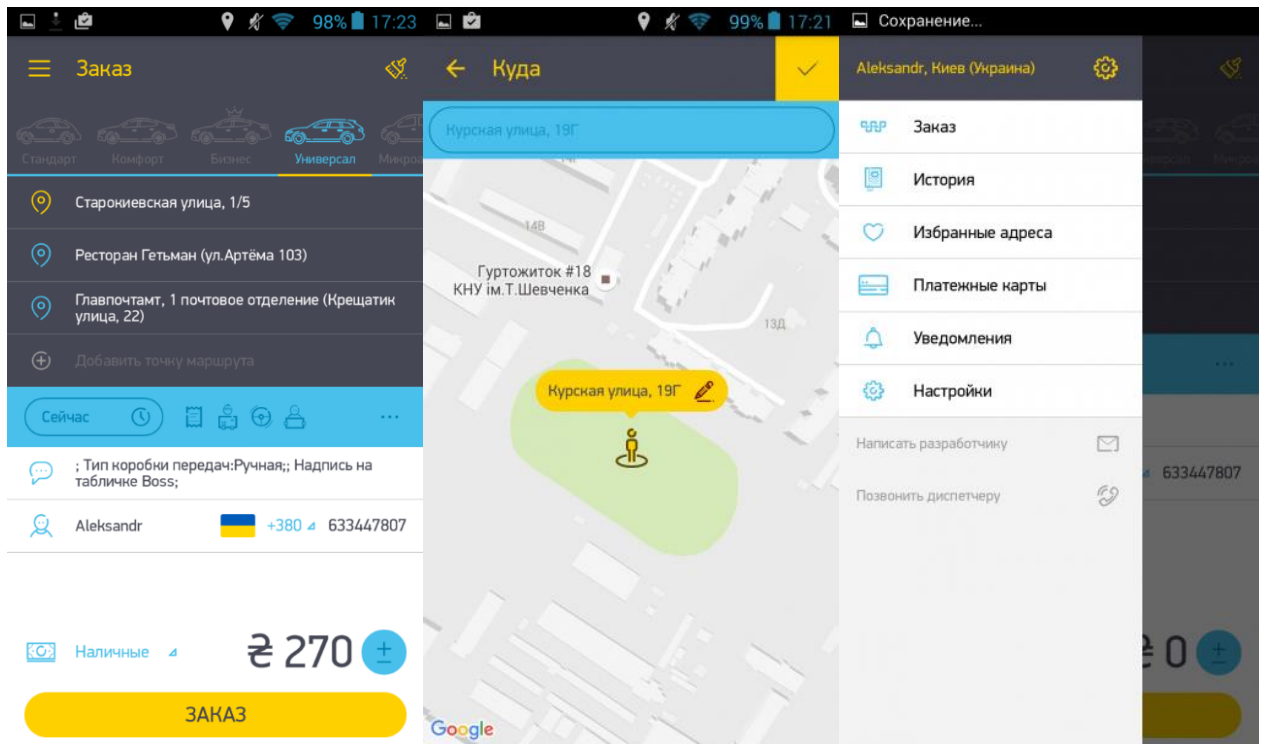 98% 17:23
Заказ
Стандарт Комфорт Бизнес Универсал
Старокиевская улица, 1/5
Ресторан Гетьман (ул.Артёма 103)
Главпочтамт, 1 почтовое отделение (Крещатик
улица, 22)
Добавить точку маршрута
Сейчас
...
; Тип коробки передач:Ручная;; Надпись на
табличке Boss;
Aleksandr +380 633447807
Наличные ₴ 270 ±
ЗАКАЗ
99% 17:21
Куда
Курская улица, 19Г
14Г
14В
Гуртожиток #18
КНУ ім.Т.Шевченка
13Д
Курская улица, 19Г
Google
Сохранение...
Aleksandr, Киев (Украина)
Заказ
История
Избранные адреса
Платежные карты
Уведомления
Настройки
Написать разработчику
Позвонить диспетчеру
...
633447807
₴ 0 ±